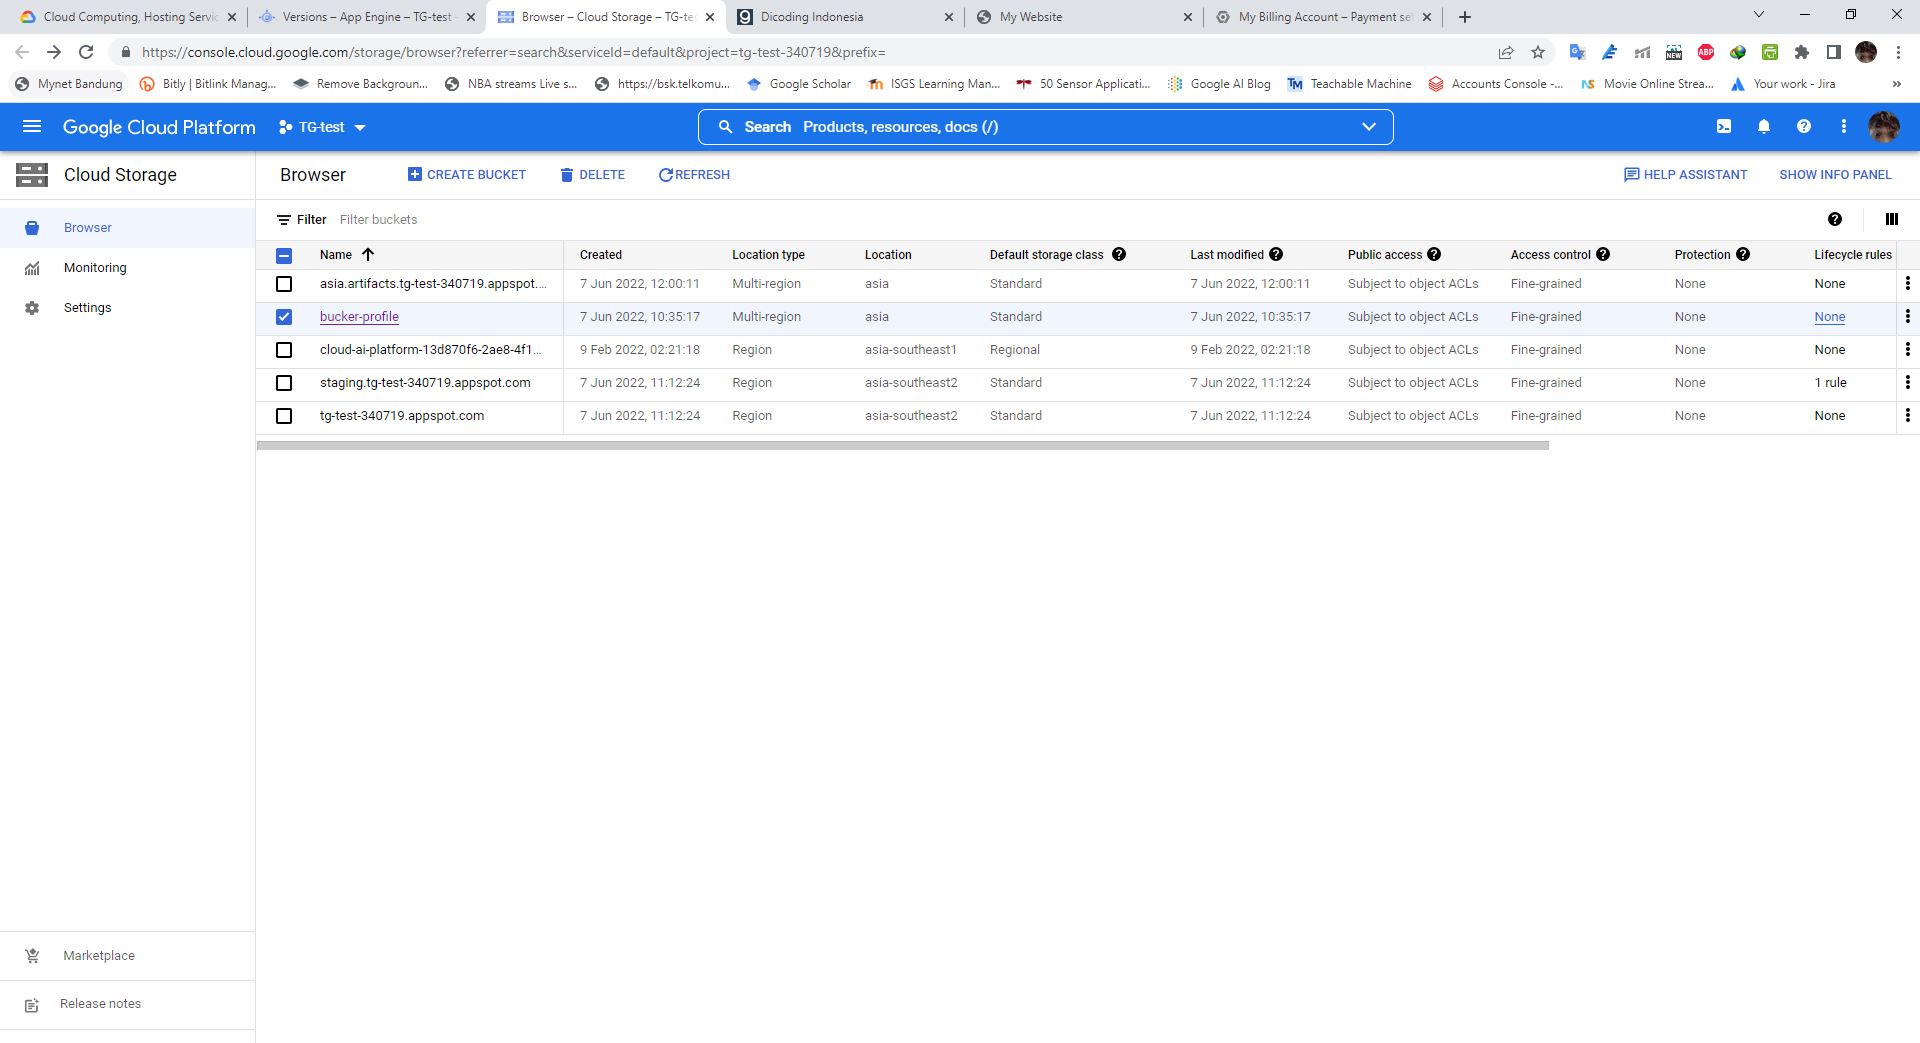 Cloud Computing, Hosting Servic
Versions – App Engine – TG-test
Browser – Cloud Storage – TG-tes
Dicoding Indonesia
My Website
My Billing Account – Payment set
https://console.cloud.google.com/storage/browser?referrer=search&serviceId=default&project=tg-test-340719&prefix=
Mynet Bandung
Bitly | Bitlink Manag...
Remove Backgroun...
NBA streams Live s...
https://bsk.telkomu...
Google Scholar
ISGS Learning Man...
50 Sensor Applicati...
Google AI Blog
TM Teachable Machine
Accounts Console -...
NS Movie Online Strea...
Your work - Jira
»
Google Cloud Platform
TG-test
Search Products, resources, docs (/)
Cloud Storage
Browser
CREATE BUCKET
DELETE
REFRESH
HELP ASSISTANT
SHOW INFO PANEL
Browser
Monitoring
Settings
Filter Filter buckets
Name Created Location type Location Default storage class Last modified Public access Access control Protection Lifecycle rules
asia.artifacts.tg-test-340719.appspot.... 7 Jun 2022, 12:00:11 Multi-region asia Standard 7 Jun 2022, 12:00:11 Subject to object ACLs Fine-grained None None
bucker-profile 7 Jun 2022, 10:35:17 Multi-region asia Standard 7 Jun 2022, 10:35:17 Subject to object ACLs Fine-grained None None
cloud-ai-platform-13d870f6-2ae8-4f1... 9 Feb 2022, 02:21:18 Region asia-southeast1 Regional 9 Feb 2022, 02:21:18 Subject to object ACLs Fine-grained None None
staging.tg-test-340719.appspot.com 7 Jun 2022, 11:12:24 Region asia-southeast2 Standard 7 Jun 2022, 11:12:24 Subject to object ACLs Fine-grained None 1 rule
tg-test-340719.appspot.com 7 Jun 2022, 11:12:24 Region asia-southeast2 Standard 7 Jun 2022, 11:12:24 Subject to object ACLs Fine-grained None None
Marketplace
Release notes